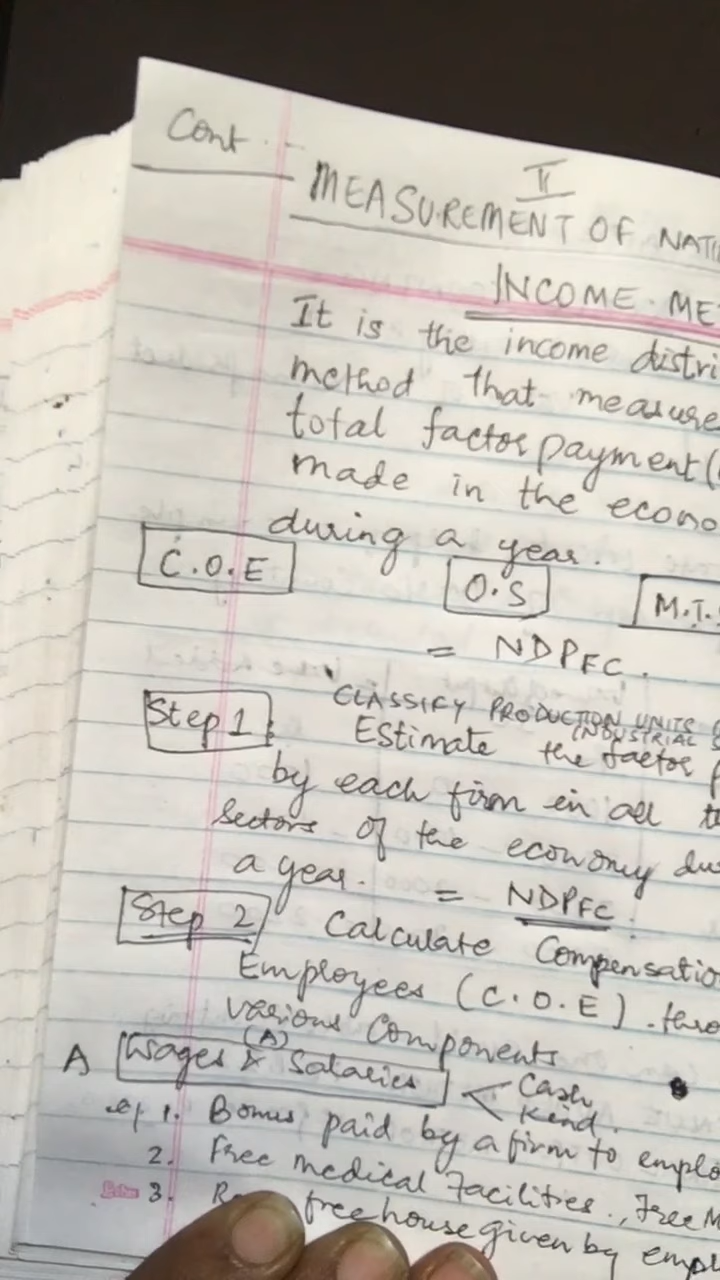 Cont..
II
MEASUREMENT OF NATI
INCOME. ME
It is the income distri
method that measure
total factor payment (
made in the econo
during a year.
C.O.E O.S M.I.
= NDPFC.
Step 1 CLASSIFY PRODUCTION UNITS
INDUSTRIAL S
Estimate the factor p
by each firm in all t
Sectors of the economy du
a year. = NDPFC.
Step 2 Calculate Compensatio
Employees (C.O.E). thro
various components
(A)
A Wages & Salaries < Cash
Kind.
eg 1. Bonus paid by a firm to emplo
2. Free medical Facilities., Free M
3. free house given by empl